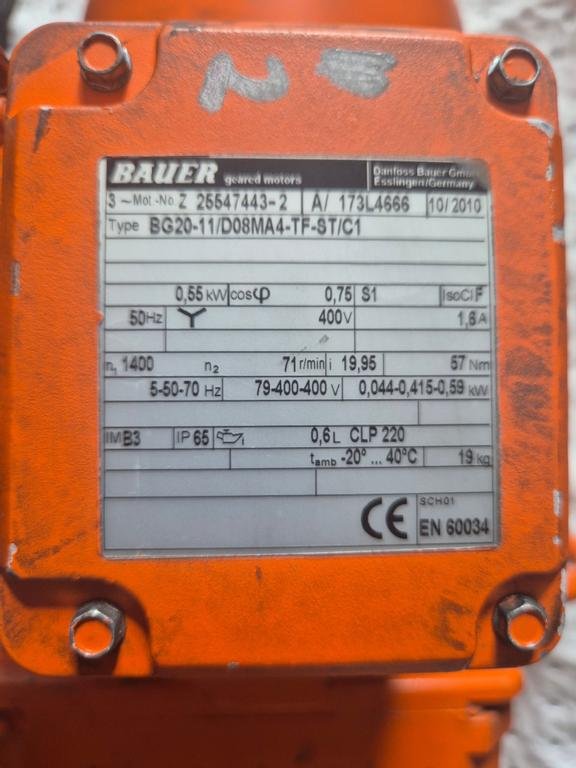 BAUER geared motors Danfoss Bauer
Esslingen/Germany
3~Mot-No. Z 25547443-2 A/ 173L4666 10/2010
Type BG20-11/D08MA4-TF-ST/C1
0,55 kW cosφ 0,75 S1 IsoCl F
50Hz Y 400V 1,6A
n₁ 1400 n₂ 71 r/min i 19,95 57 Nm
5-50-70 Hz 79-400-400 V 0,044-0,415-0,59 kW
IM B3 IP 65 0,6 L CLP 220
tamb -20° ... 40°C 19 kg
SCH01
CE EN 60034